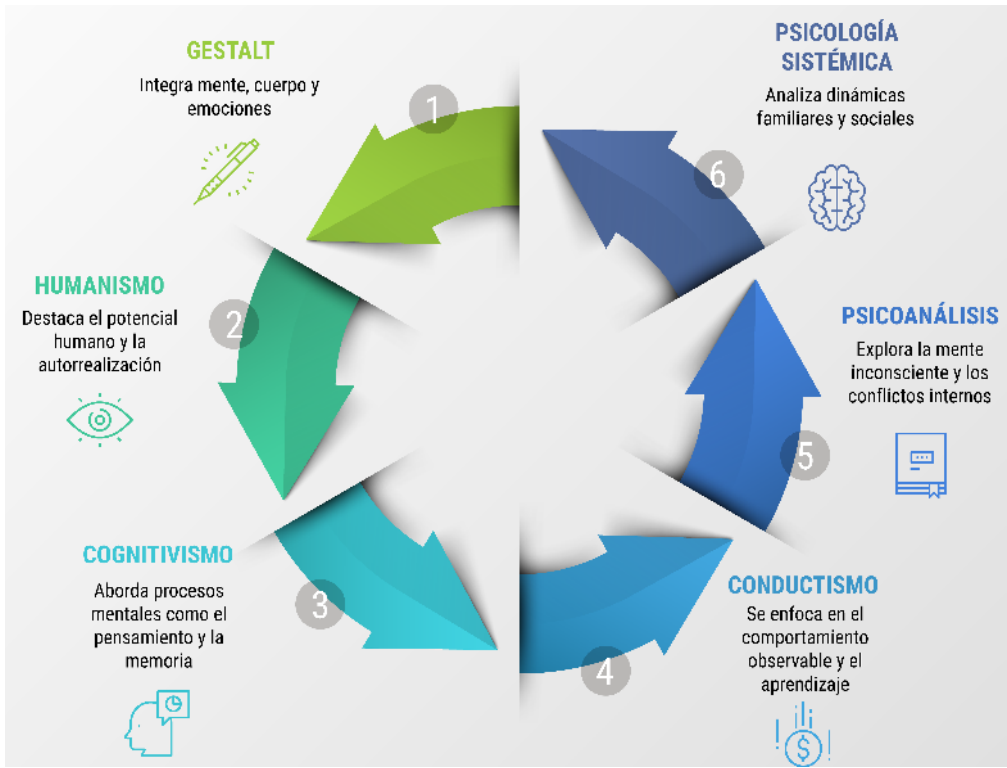 GESTALT
Integra mente, cuerpo y
emociones
1
HUMANISMO
Destaca el potencial
humano y la
autorrealización
2
COGNITIVISMO
Aborda procesos
mentales como el
pensamiento y la
memoria
3
CONDUCTISMO
Se enfoca en el
comportamiento
observable y el
aprendizaje
4
$
PSICOANÁLISIS
Explora la mente
inconsciente y los
conflictos internos
5
PSICOLOGÍA
SISTÉMICA
Analiza dinámicas
familiares y sociales
6